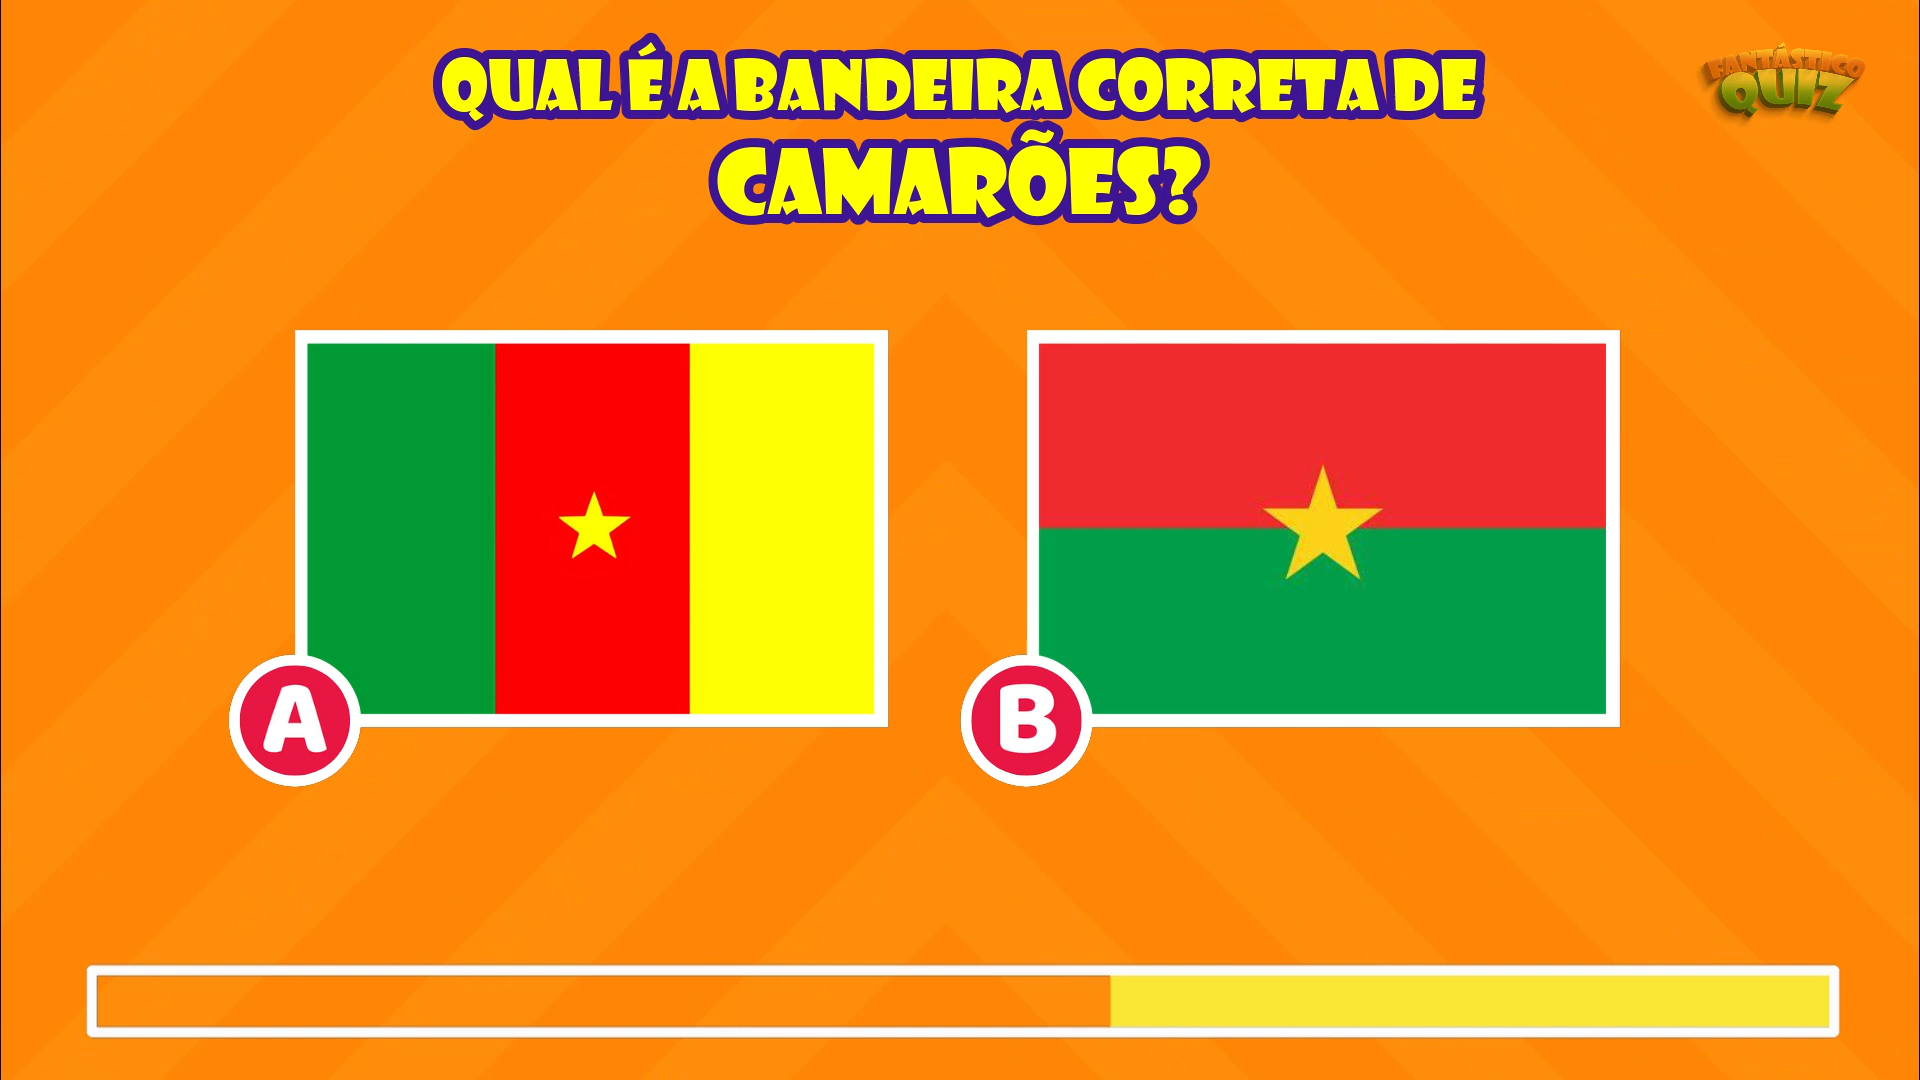 QUAL É A BANDEIRA CORRETA DE
CAMARÕES?
FANTÁSTICO
QUIZ
A
B